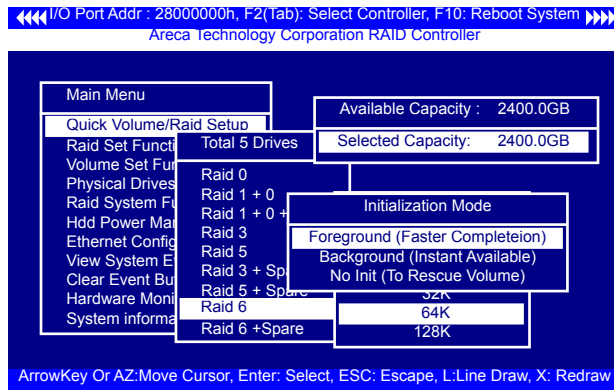 I/O Port Addr : 28000000h, F2(Tab): Select Controller, F10: Reboot System
Areca Technology Corporation RAID Controller
Main Menu
Quick Volume/Raid Setup
Raid Set Functi
Volume Set Fun
Physical Drives
Raid System Fu
Hdd Power Man
Ethernet Config
View System E
Clear Event Bu
Hardware Moni
System informa
Total 5 Drives
Raid 0
Raid 1 + 0
Raid 1 + 0 +
Raid 3
Raid 5
Raid 3 + Spa
Raid 5 + Spare
Raid 6
Raid 6 +Spare
Available Capacity : 2400.0GB
Selected Capacity: 2400.0GB
Initialization Mode
Foreground (Faster Completeion)
Background (Instant Available)
No Init (To Rescue Volume)
32K
64K
128K
ArrowKey Or AZ:Move Cursor, Enter: Select, ESC: Escape, L:Line Draw, X: Redraw